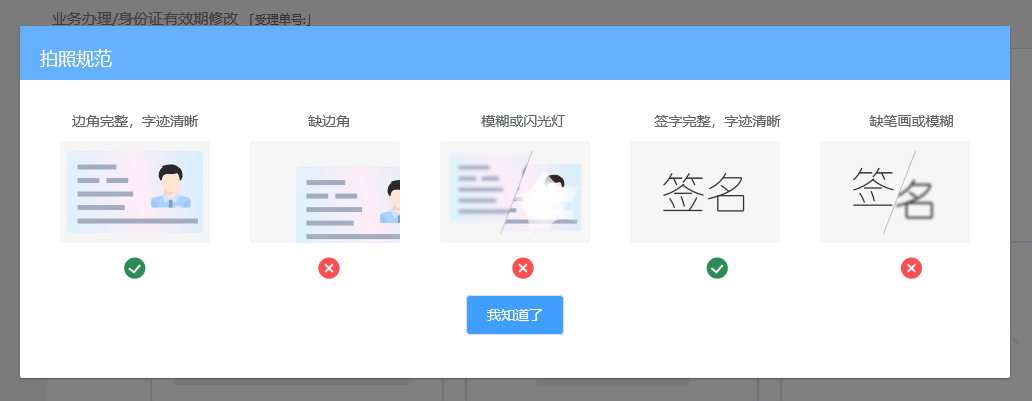 业务办理/身份证有效期修改 「受理单号:」
拍照规范
边角完整，字迹清晰
缺边角
模糊或闪光灯
签字完整，字迹清晰
缺笔画或模糊
签名
签名
我知道了